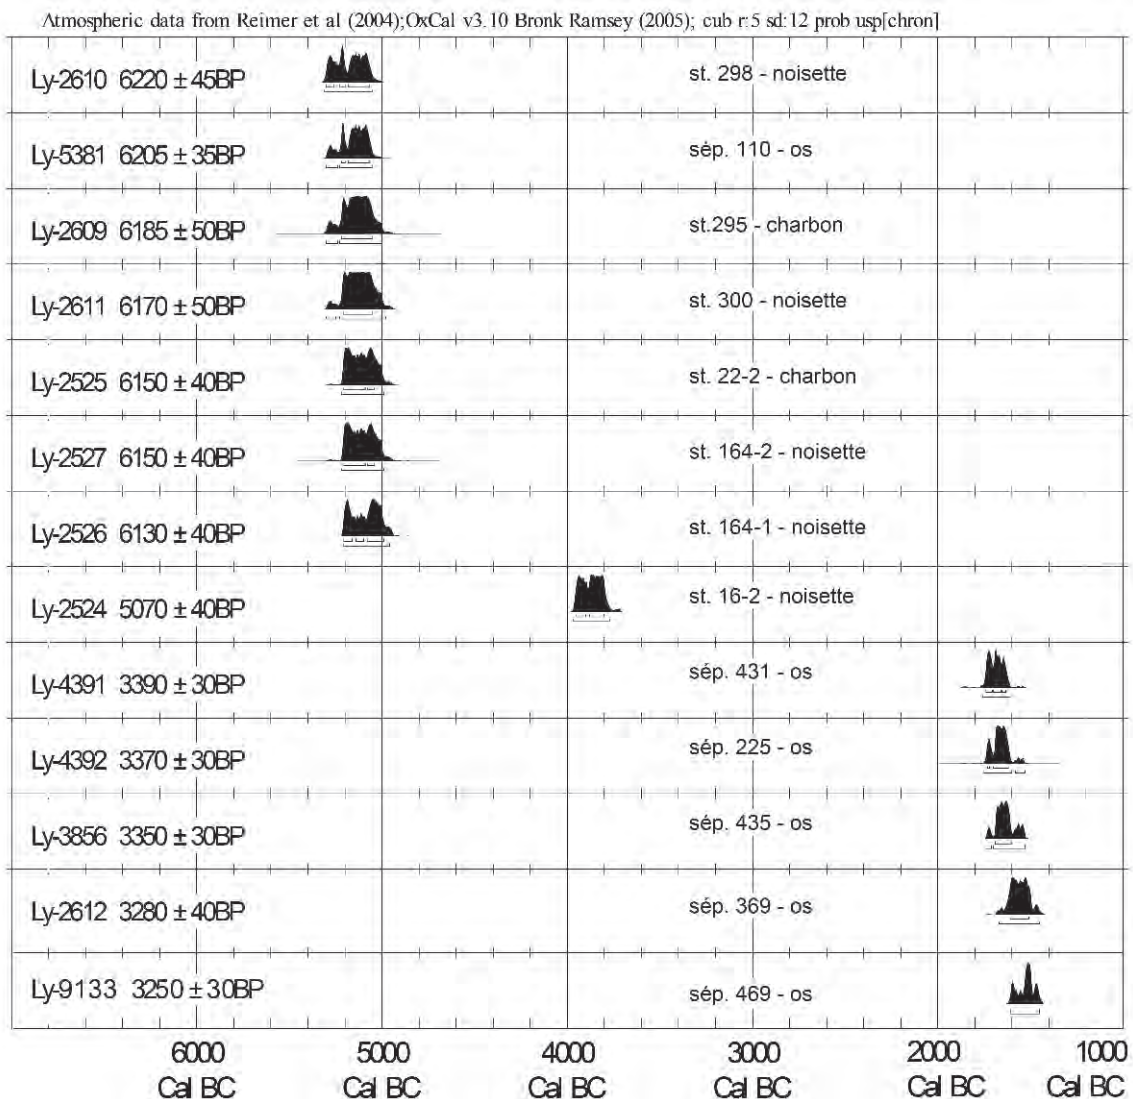 Atmospheric data from Reimer et al (2004);OxCal v3.10 Bronk Ramsey (2005); cub r:5 sd:12 prob usp[chron]
Ly-2610 6220 ± 45BP st. 298 - noisette
Ly-5381 6205 ± 35BP sép. 110 - os
Ly-2609 6185 ± 50BP st.295 - charbon
Ly-2611 6170 ± 50BP st. 300 - noisette
Ly-2525 6150 ± 40BP st. 22-2 - charbon
Ly-2527 6150 ± 40BP st. 164-2 - noisette
Ly-2526 6130 ± 40BP st. 164-1 - noisette
Ly-2524 5070 ± 40BP st. 16-2 - noisette
Ly-4391 3390 ± 30BP sép. 431 - os
Ly-4392 3370 ± 30BP sép. 225 - os
Ly-3856 3350 ± 30BP sép. 435 - os
Ly-2612 3280 ± 40BP sép. 369 - os
Ly-9133 3250 ± 30BP sép. 469 - os
6000 5000 4000 3000 2000 1000
Cal BC Cal BC Cal BC Cal BC Cal BC Cal BC